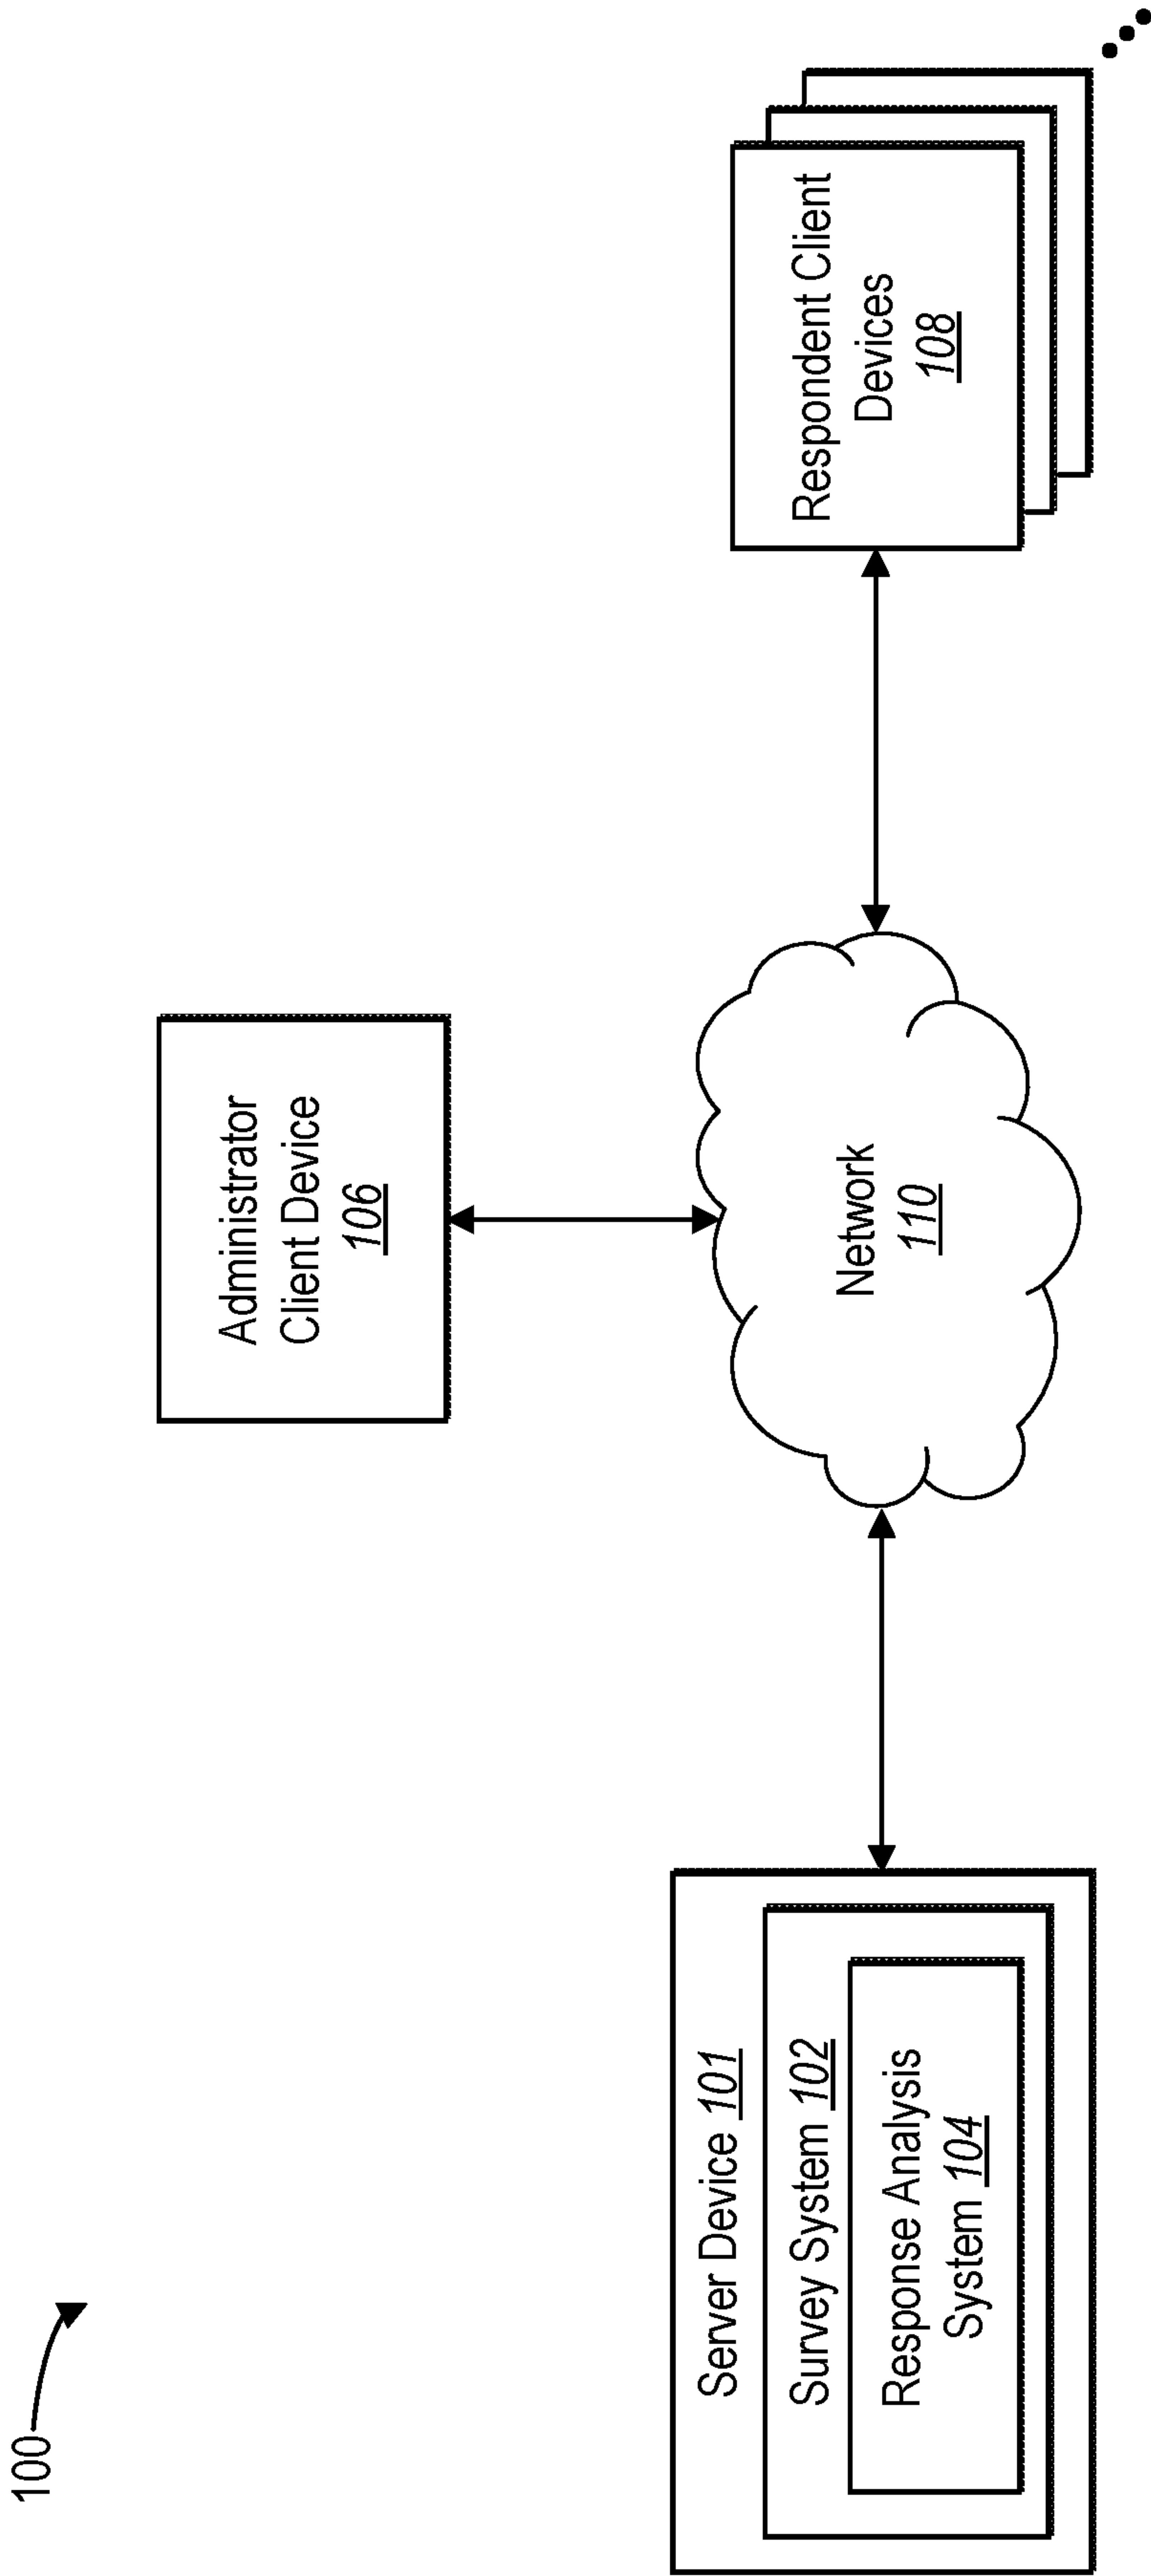 100
Administrator
Client Device
106
Server Device 101
Survey System 102
Response Analysis
System 104
Network
110
Respondent Client
Devices
108